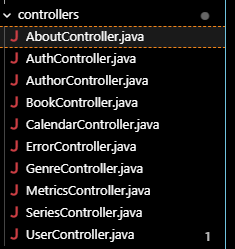 controllers
J AboutController.java
J AuthController.java
J AuthorController.java
J BookController.java
J CalendarController.java
J ErrorController.java
J GenreController.java
J MetricsController.java
J SeriesController.java
J UserController.java 1